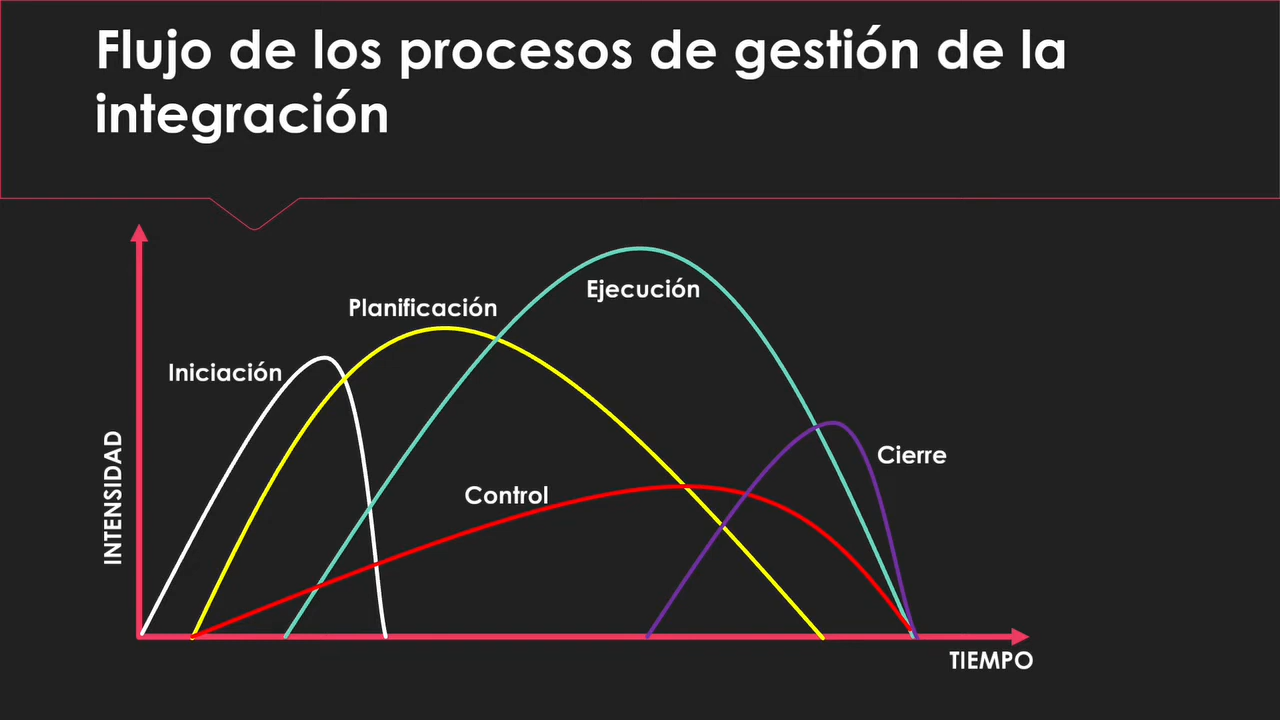 Flujo de los procesos de gestión de la
integración
Planificación
Ejecución
Iniciación
INTENSIDAD
Control
Cierre
TIEMPO